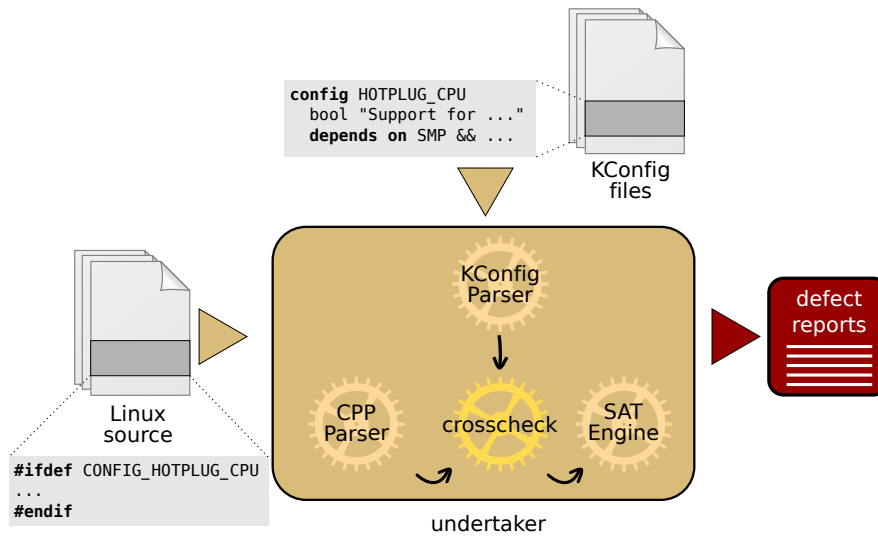 config HOTPLUG_CPU
bool "Support for ..."
depends on SMP && ...
KConfig
files
KConfig
Parser
defect
reports
Linux
source
CPP
Parser
crosscheck
SAT
Engine
#ifdef CONFIG_HOTPLUG_CPU
...
#endif
undertaker